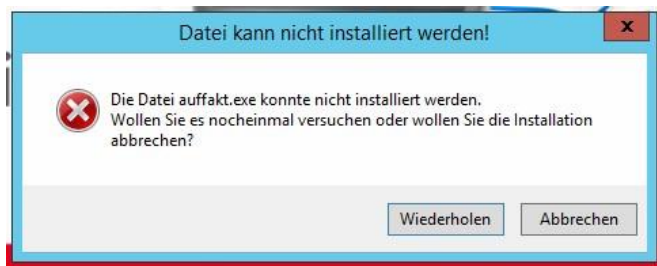 Datei kann nicht installiert werden!
x
Die Datei auffakt.exe konnte nicht installiert werden.
Wollen Sie es nocheinmal versuchen oder wollen Sie die Installation
abbrechen?
Wiederholen Abbrechen